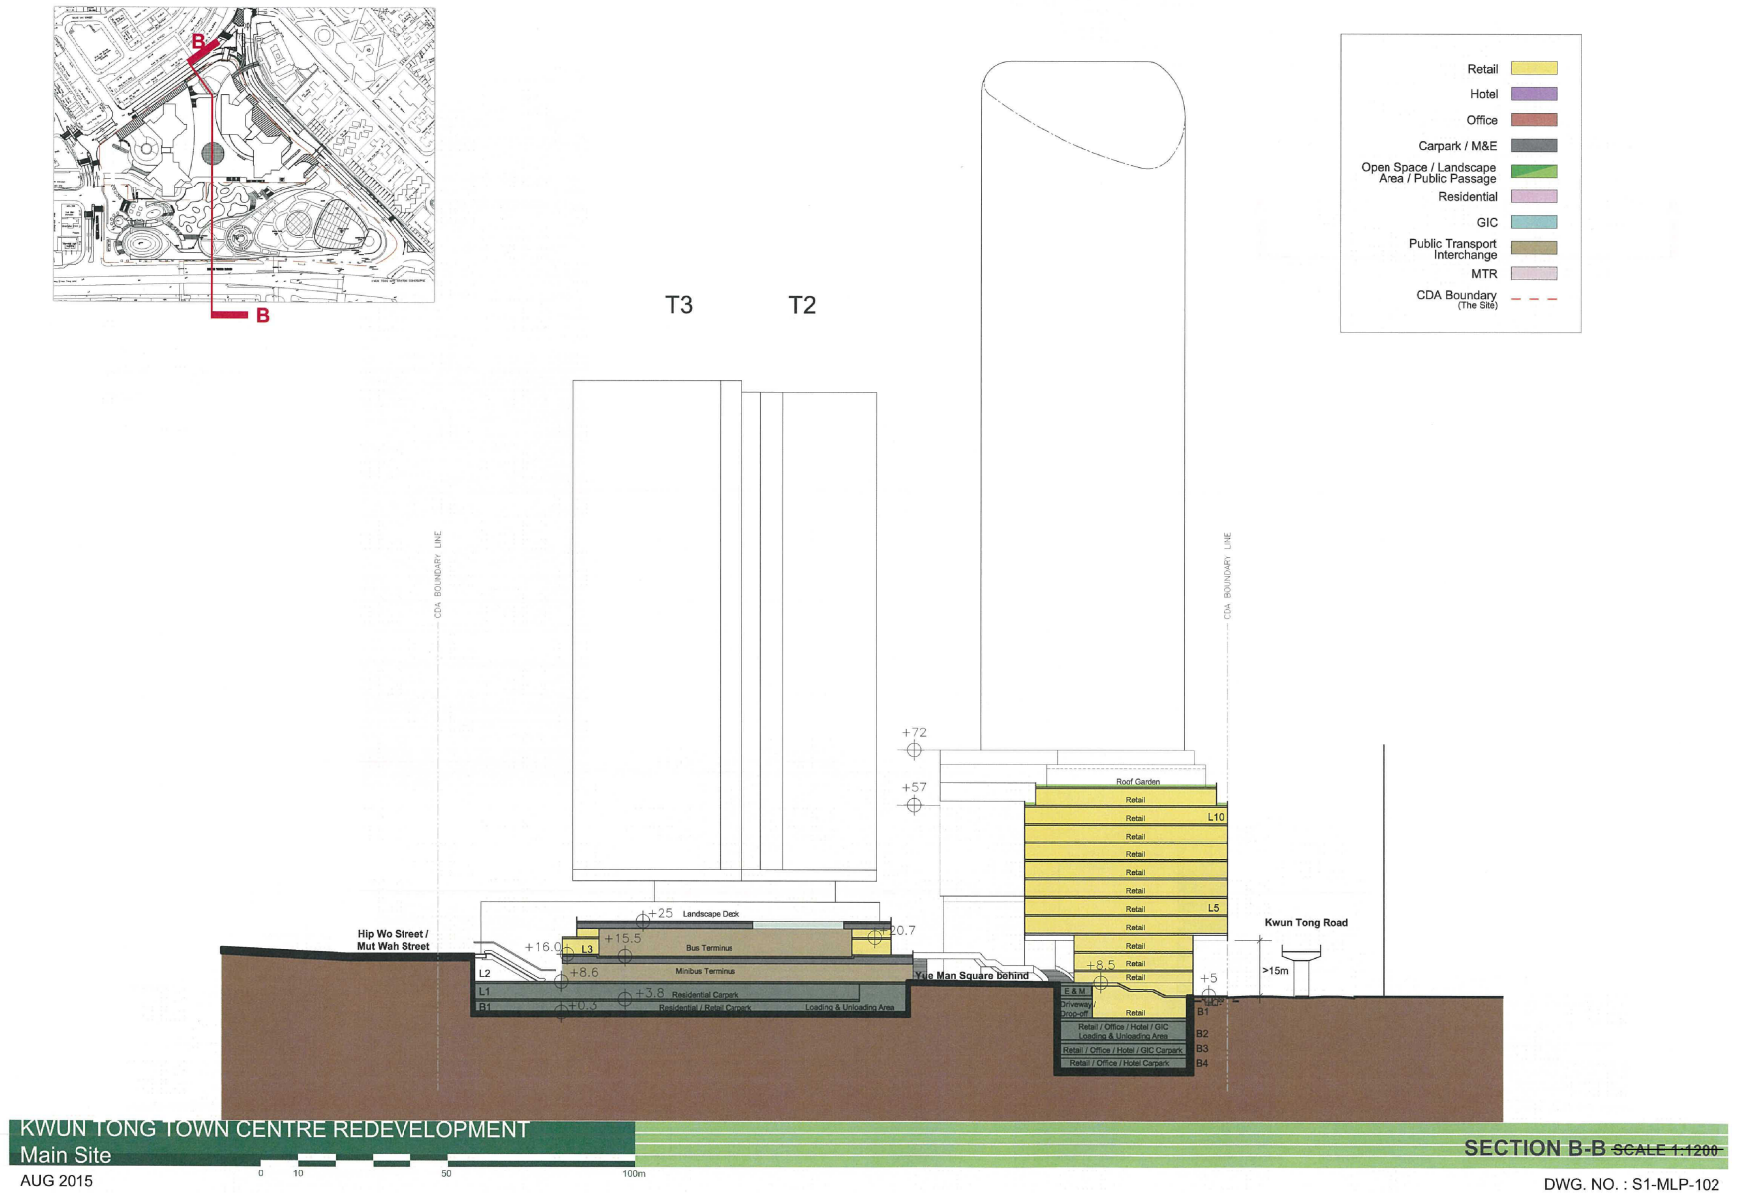 B
B
Retail
Hotel
Office
Carpark / M&E
Open Space / Landscape
Area / Public Passage
Residential
GIC
Public Transport
Interchange
MTR
CDA Boundary
(The Site)
T3
T2
CDA BOUNDARY LINE
CDA BOUNDARY LINE
+72
+57
Roof Garden
Retail
Retail
L10
Retail
Retail
Retail
Retail
Retail
L5
Retail
Retail
Retail
Retail
Retail
Kwun Tong Road
>15m
+5
+8.5
Hip Wo Street /
Mut Wah Street
+25
Landscape Deck
+20.7
+16.0
L3
+15.5
Bus Terminus
Minibus Terminus
+8.6
L2
L1
+3.8
Residential Carpark
B1
+0.3
Residential / Retail Carpark
Loading & Unloading Area
Yue Man Square behind
E & M
Driveway /
Drop-off
B1
Retail / Office / Hotel / GIC
Loading & Unloading Area
B2
Retail / Office / Hotel / GIC Carpark
B3
Retail / Office / Hotel Carpark
B4
KWUN TONG TOWN CENTRE REDEVELOPMENT
Main Site
AUG 2015
0
10
50
100m
SECTION B-B SCALE 1:1200
DWG. NO. : S1-MLP-102